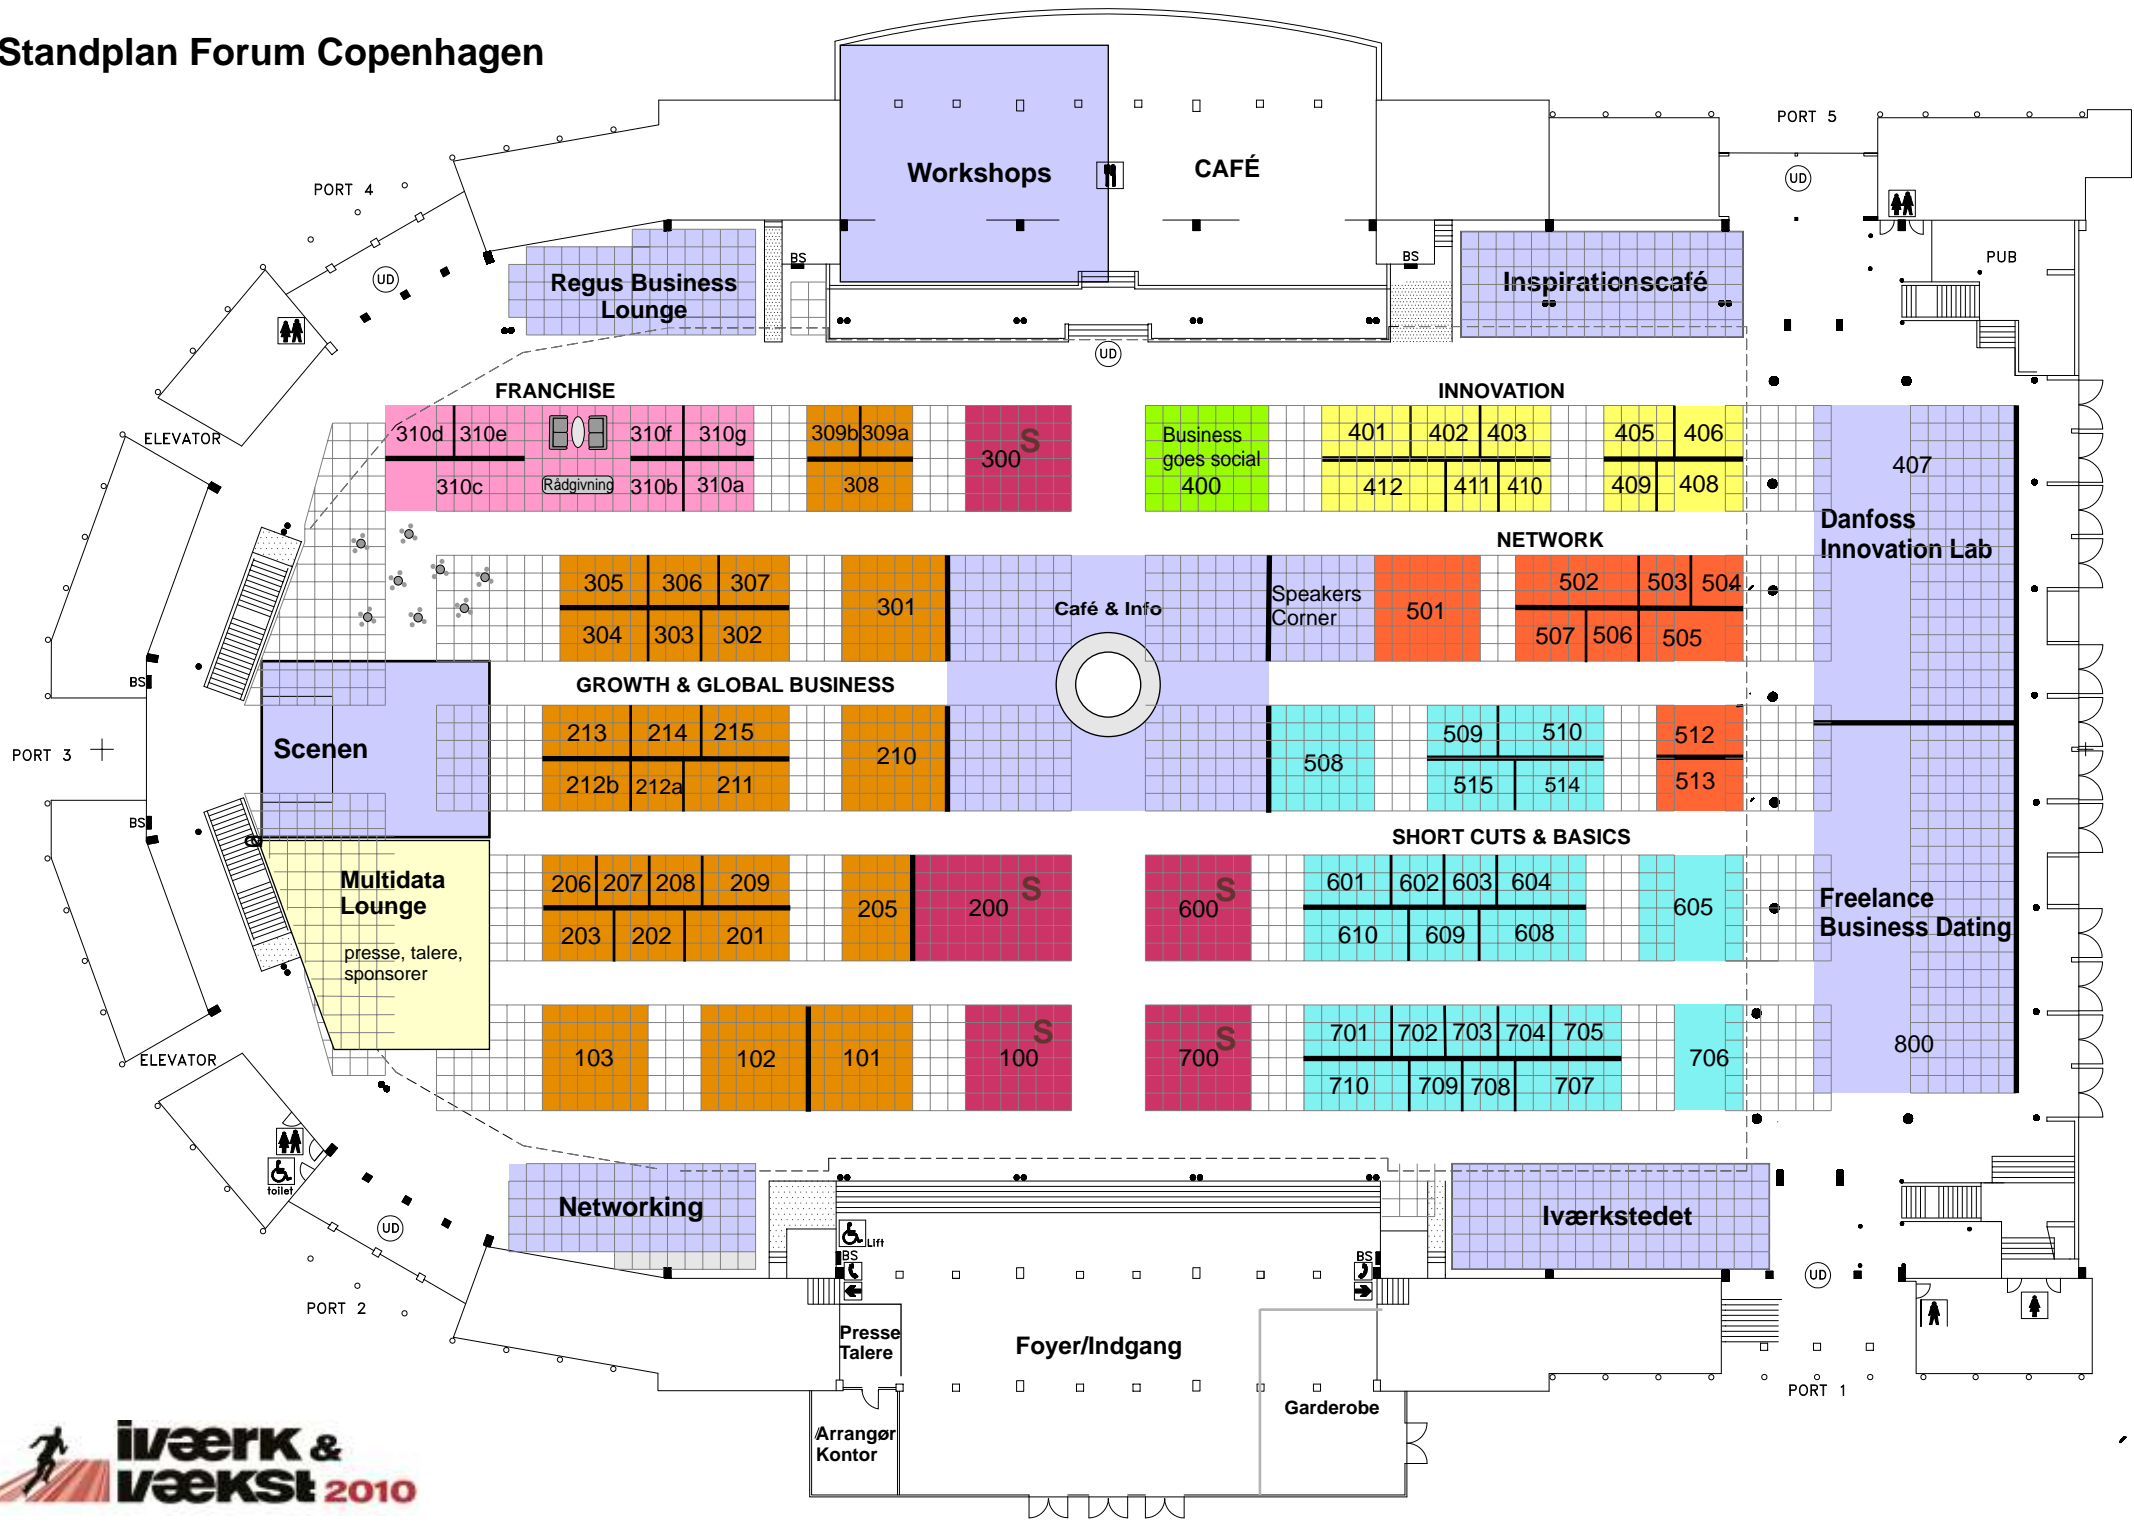 Standplan Forum Copenhagen
PORT 5
UD
PORT 4
Workshops
CAFÉ
PUB
UD
BS
BS
Regus Business
Lounge
Inspirationscafé
UD
FRANCHISE
INNOVATION
ELEVATOR
310d
310e
310f
310g
309b
309a
300
S
Business
goes social
400
401
402
403
405
406
407
310c
Rådgivning
310b
310a
308
412
411
410
409
408
Danfoss
Innovation Lab
NETWORK
305
306
307
301
Café & Info
Speakers
Corner
501
502
503
504
304
303
302
507
506
505
BS
GROWTH & GLOBAL BUSINESS
PORT 3
Scenen
213
214
215
210
508
509
510
512
212b
212a
211
515
514
513
BS
SHORT CUTS & BASICS
Multidata
Lounge
presse, talere,
sponsorer
206
207
208
209
205
200
S
600
S
601
602
603
604
605
Freelance
Business Dating
203
202
201
610
609
608
ELEVATOR
103
102
101
100
S
700
S
701
702
703
704
705
706
800
710
709
708
707
toilet
UD
Networking
Iværkstedet
Lift
BS
BS
UD
PORT 2
Presse
Talere
Foyer/Indgang
PORT 1
Garderobe
Arrangør
Kontor
iværk &
vækst 2010